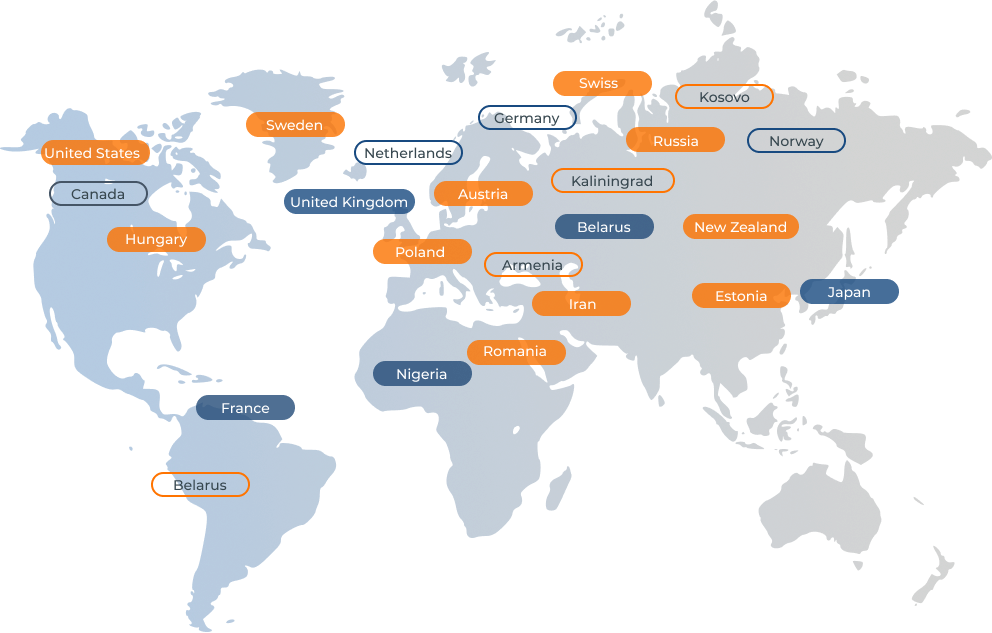 Swiss
Kosovo
Germany
Sweden
Russia
Norway
United States
Netherlands
Kaliningrad
Canada
Austria
United Kingdom
Belarus
New Zealand
Hungary
Poland
Armenia
Japan
Estonia
Iran
Romania
Nigeria
France
Belarus